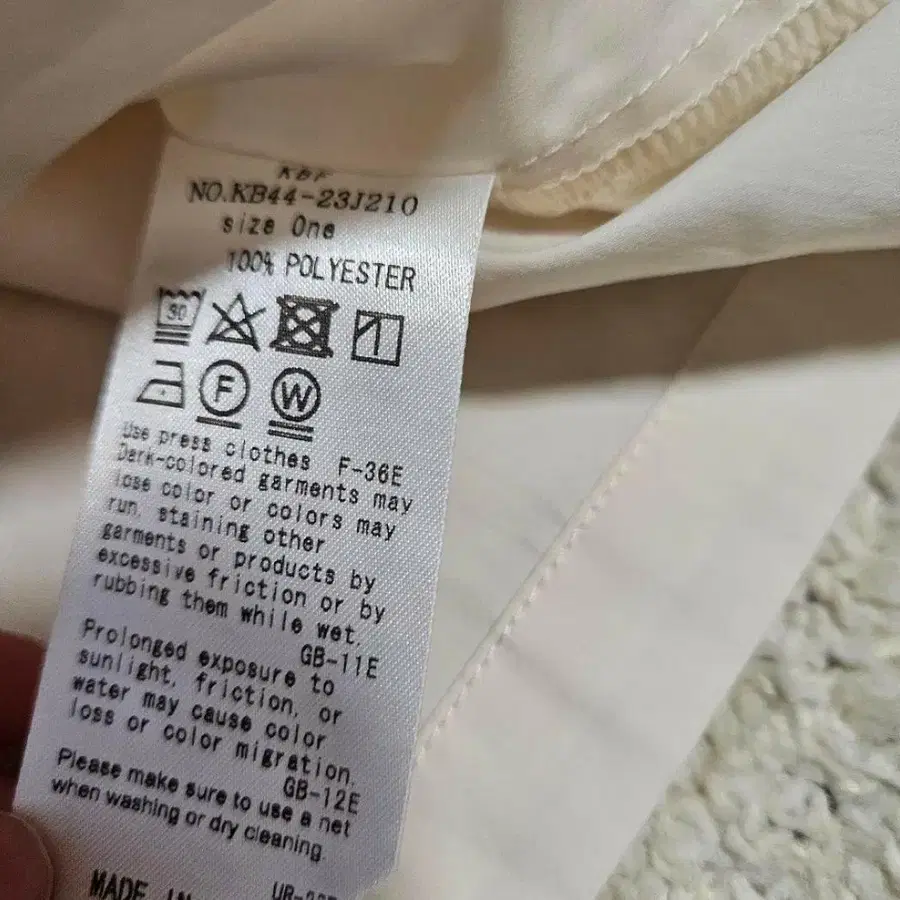 KBF
NO.KB44-23J210
size One
100% POLYESTER
30
F W
Use press clothes F-36E
Dark-colored garments may
lose color or colors may
run, staining other
garments or products by
excessive friction or by
rubbing them while wet.
GB-11E
Prolonged exposure to
sunlight, friction, or
water may cause color
loss or color migration.
GB-12E
Please make sure to use a net
when washing or dry cleaning.
MADE IN